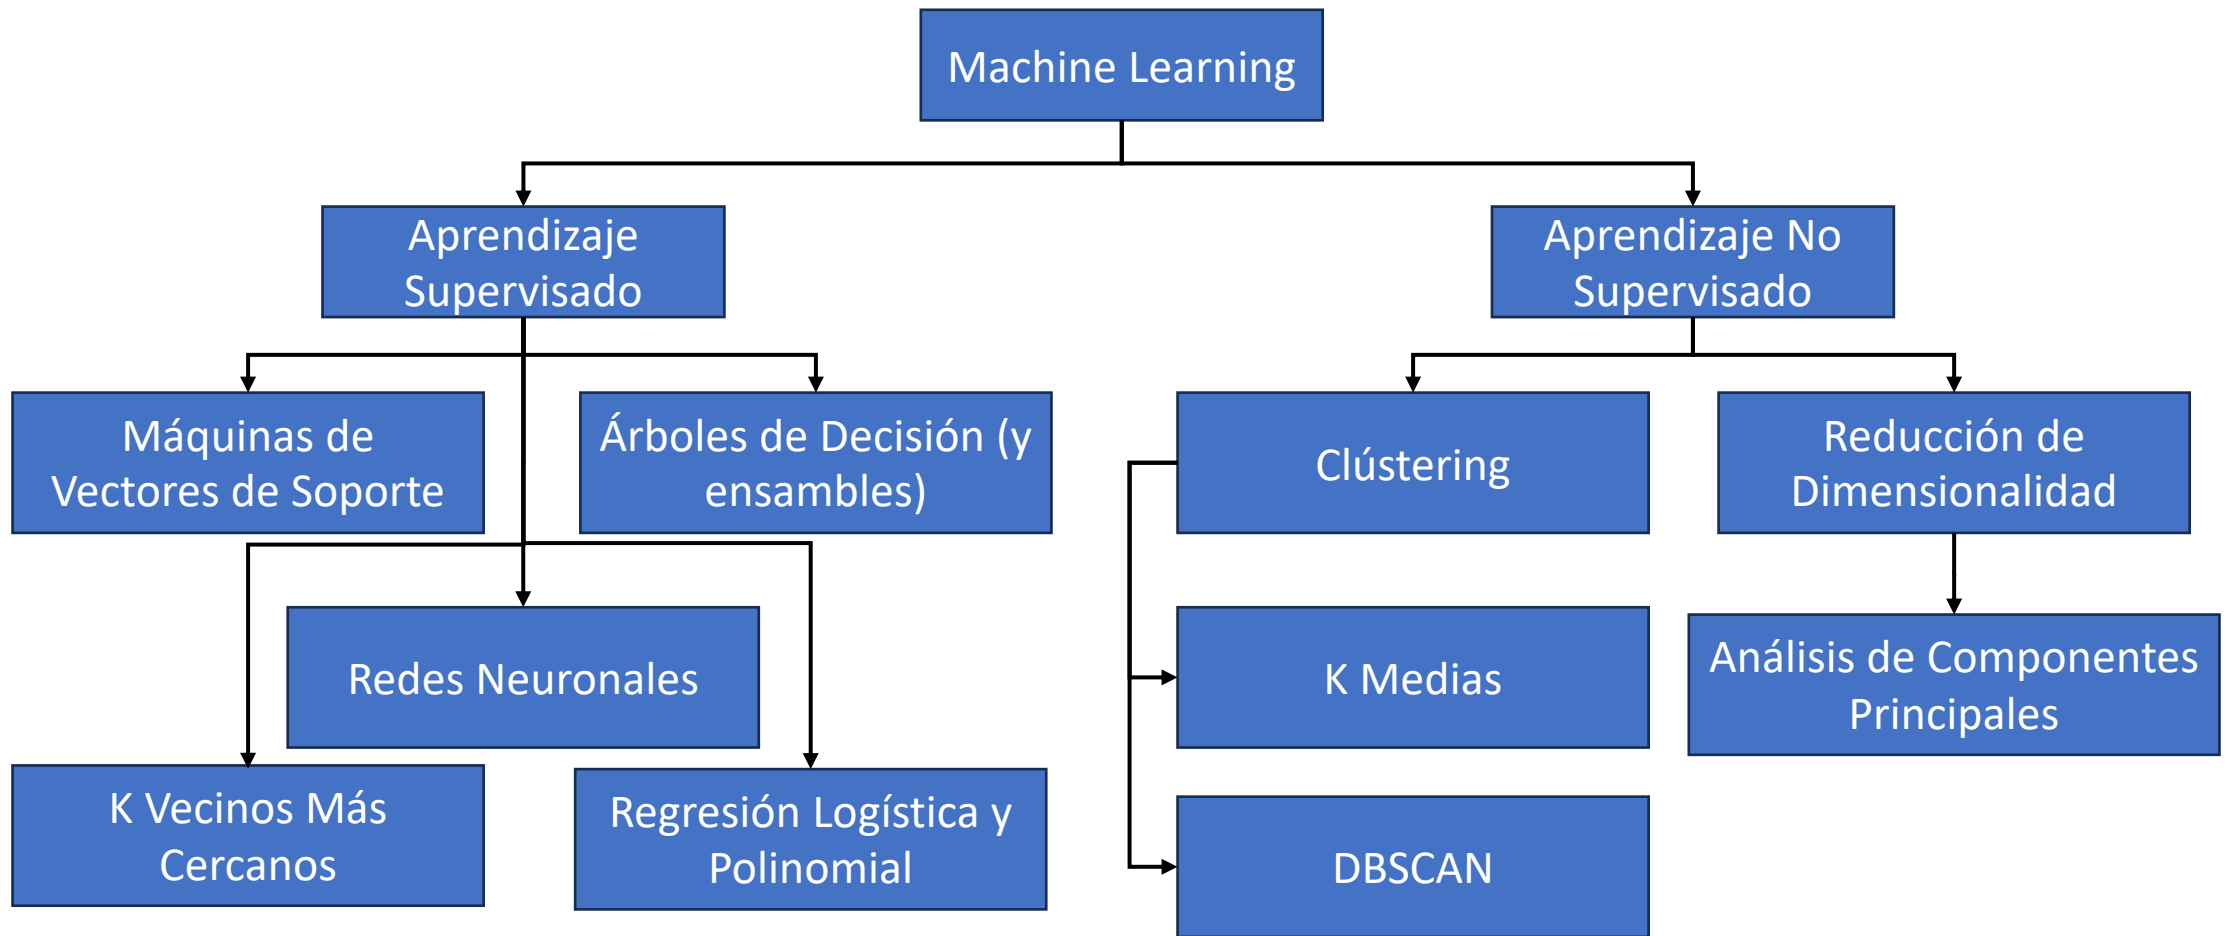 Machine Learning
Aprendizaje
Supervisado
Aprendizaje No
Supervisado
Máquinas de
Vectores de Soporte
Árboles de Decisión (y
ensambles)
Clústering
Reducción de
Dimensionalidad
Redes Neuronales
K Medias
Análisis de Componentes
Principales
K Vecinos Más
Cercanos
Regresión Logística y
Polinomial
DBSCAN